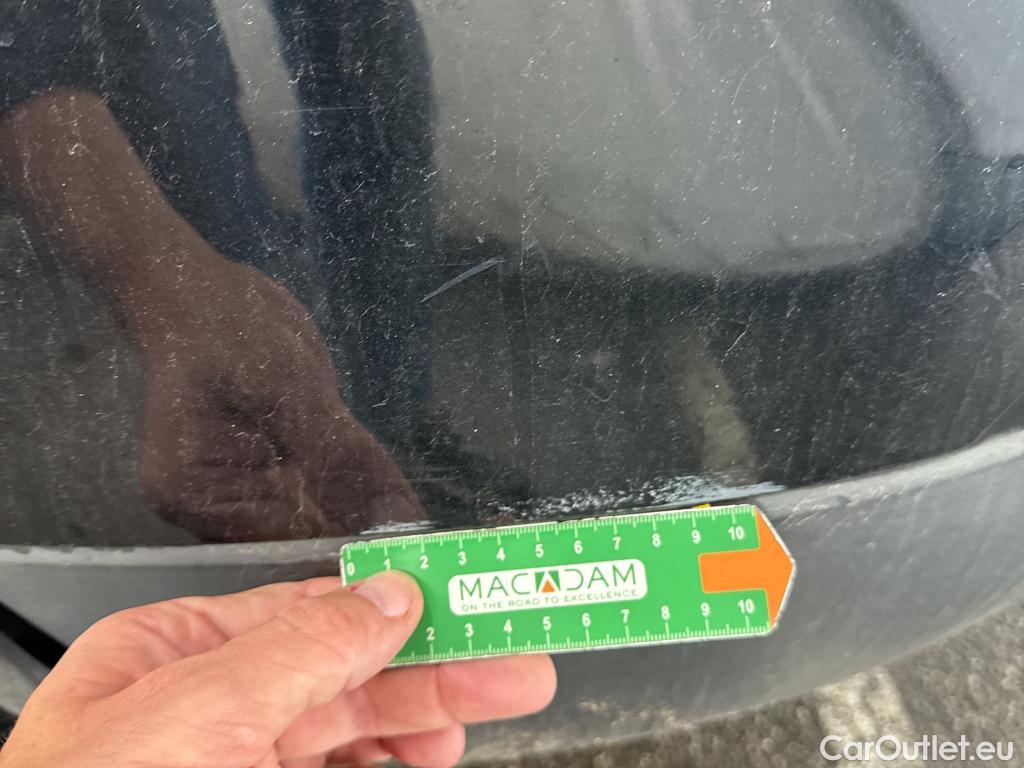 0 1 2 3 4 5 6 7 8 9 10
MACADAM
ON THE ROAD TO EXCELLENCE
2 3 4 5 6 7 8 9 10
CarOutlet.eu